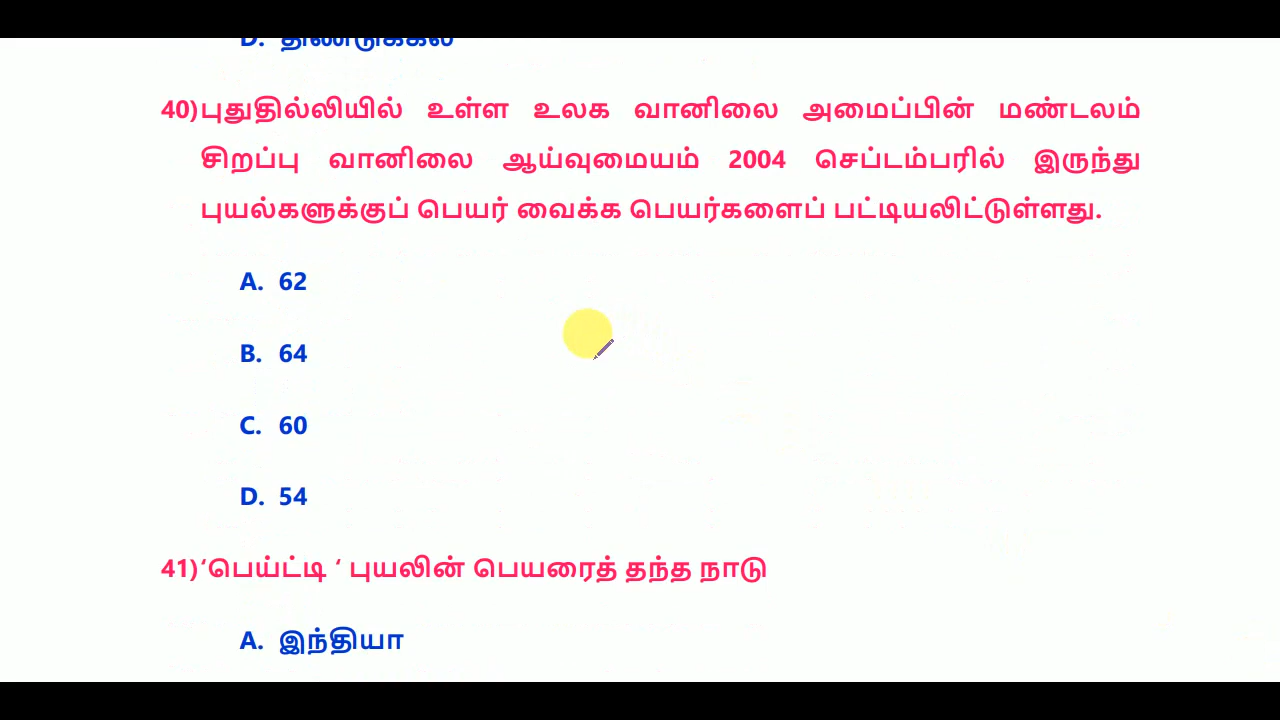 D. திண்டுக்கல்
40) புதுதில்லியில் உள்ள உலக வானிலை அமைப்பின் மண்டலம்
சிறப்பு வானிலை ஆய்வுமையம் 2004 செப்டம்பரில் இருந்து
புயல்களுக்குப் பெயர் வைக்க பெயர்களைப் பட்டியலிட்டுள்ளது.
A. 62
B. 64
C. 60
D. 54
41) ‘பெய்ட்டி ‘ புயலின் பெயரைத் தந்த நாடு
A. இந்தியா